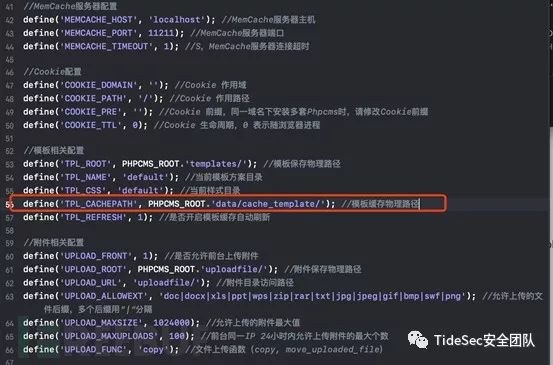 41 //MemCache服务器配置
42 define('MEMCACHE_HOST', 'localhost'); //MemCache服务器主机
43 define('MEMCACHE_PORT', 11211); //MemCache服务器端口
44 define('MEMCACHE_TIMEOUT', 1); //S，MemCache服务器连接超时
45
46 //Cookie配置
47 define('COOKIE_DOMAIN', ''); //Cookie 作用域
48 define('COOKIE_PATH', '/'); //Cookie 作用路径
49 define('COOKIE_PRE', ''); //Cookie 前缀，同一域名下安装多套Phpcms时，请修改Cookie前缀
50 define('COOKIE_TTL', 0); //Cookie 生命周期，0 表示随浏览器进程
51
52 //模板相关配置
53 define('TPL_ROOT', PHPCMS_ROOT.'templates/'); //模板保存物理路径
54 define('TPL_NAME', 'default'); //当前模板方案目录
55 define('TPL_CSS', 'default'); //当前样式目录
56 define('TPL_CACHEPATH', PHPCMS_ROOT.'data/cache_template/'); //模板缓存物理路径
57 define('TPL_REFRESH', 1); //是否开启模板缓存自动刷新
58
59 //附件相关配置
60 define('UPLOAD_FRONT', 1); //是否允许前台上传附件
61 define('UPLOAD_ROOT', PHPCMS_ROOT.'uploadfile/'); //附件保存物理路径
62 define('UPLOAD_URL', 'uploadfile/'); //附件目录访问路径
63 define('UPLOAD_ALLOWEXT', 'doc|docx|xls|ppt|wps|zip|rar|txt|jpg|jpeg|gif|bmp|swf|png'); //允许上传的文
件后缀，多个后缀用"|"分隔
64 define('UPLOAD_MAXSIZE', 1024000); //允许上传的附件最大值
65 define('UPLOAD_MAXUPLOADS', 100); //前台同一IP 24小时内允许上传附件的最大个数
66 define('UPLOAD_FUNC', 'copy'); //文件上传函数 (copy, move_uploaded_file)
TideSec安全团队